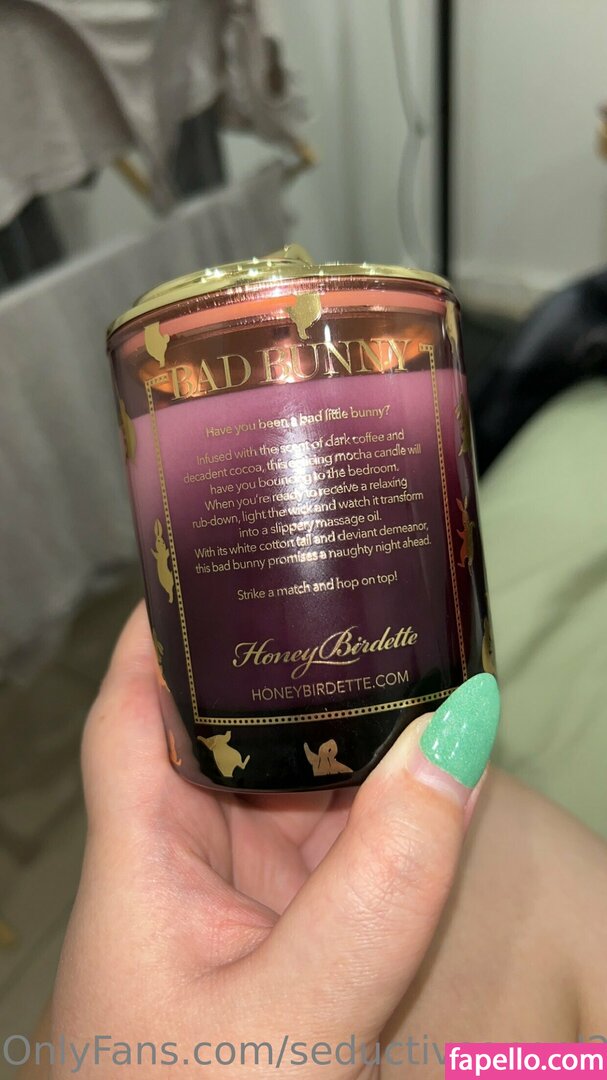 BAD BUNNY
Have you been a bad little bunny?
Infused with the scent of dark coffee and
decadent cocoa, this mocha candle will
have you bouncing to the bedroom.
When you're ready to receive a relaxing
rub-down, light the wick and watch it transform
into a slippery massage oil.
With its white cotton tail and deviant demeanor,
this bad bunny promises a naughty night ahead.
Strike a match and hop on top!
Honey Birdette
HONEYBIRDETTE.COM
OnlyFans.com/seductiv
fapello.com